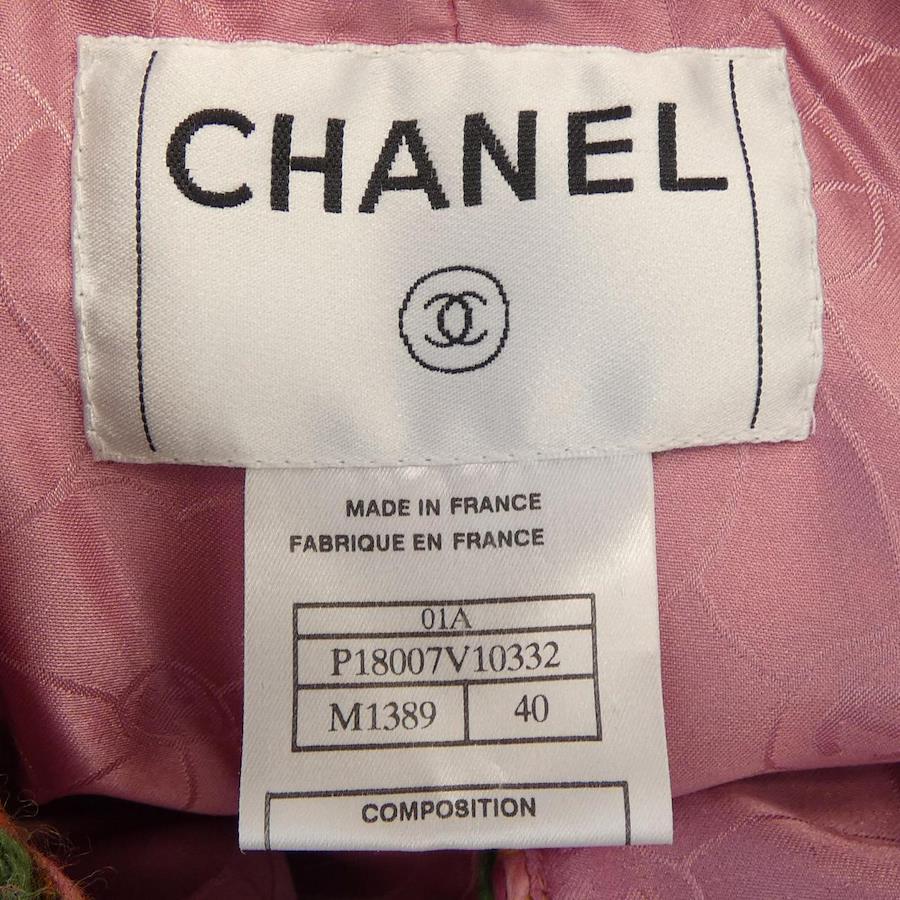 CHANEL
MADE IN FRANCE
FABRIQUE EN FRANCE
01A
P18007V10332
M1389 40
COMPOSITION